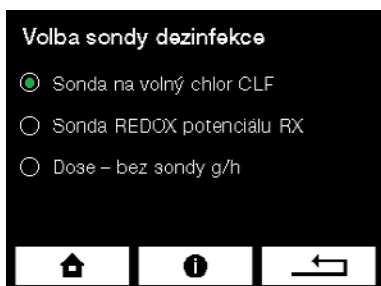 Volba sondy dezinfekce
Sonda na volný chlor CLF
Sonda REDOX potenciálu RX
Dose – bez sondy g/h